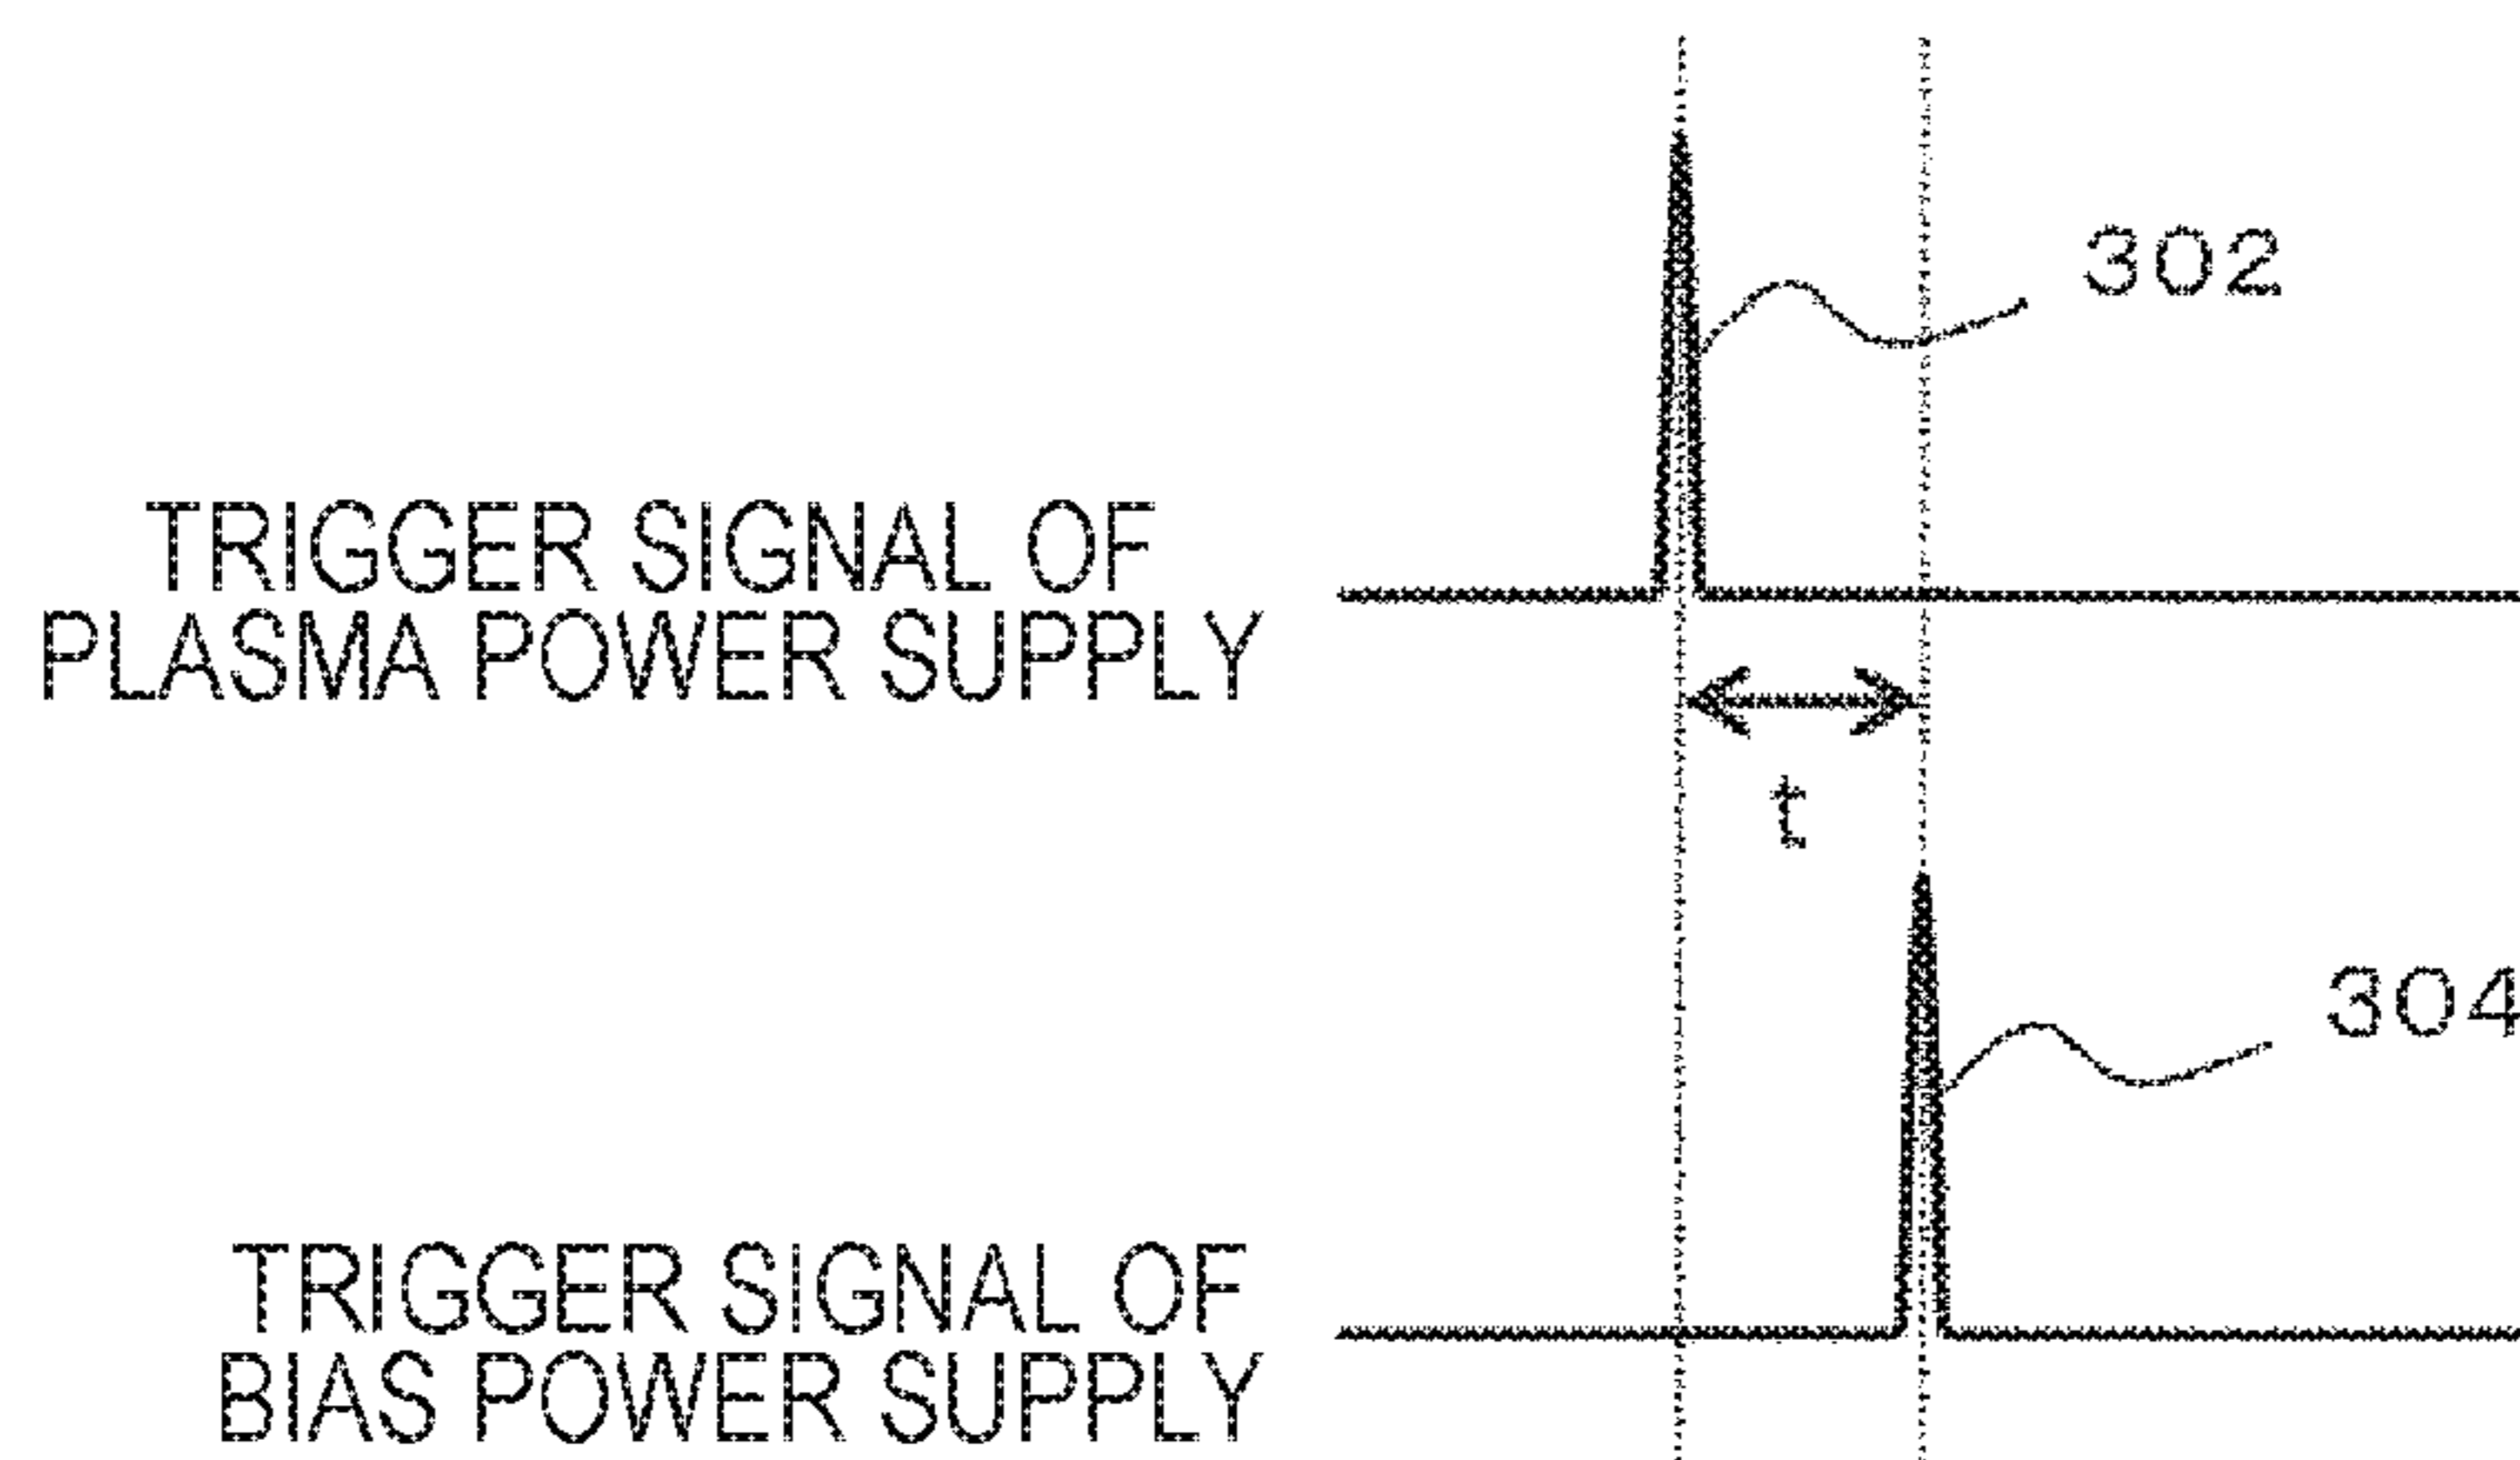 302
TRIGGER SIGNAL OF
PLASMA POWER SUPPLY
t
304
TRIGGER SIGNAL OF
BIAS POWER SUPPLY